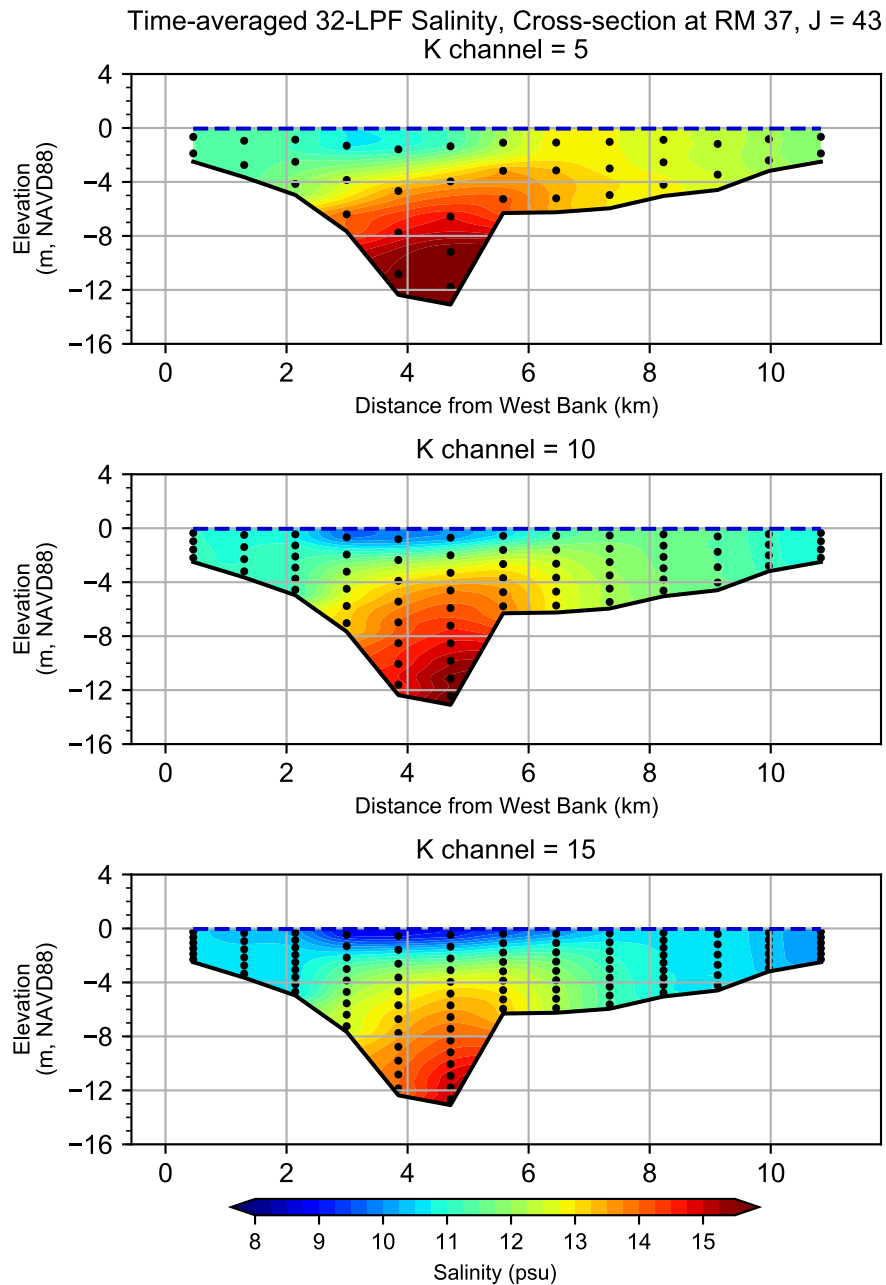 Time-averaged 32-LPF Salinity, Cross-section at RM 37, J = 43
K channel = 5
4
0
−4
−8
−12
−16
Elevation
(m, NAVD88)
0 2 4 6 8 10
Distance from West Bank (km)
K channel = 10
4
0
−4
−8
−12
−16
Elevation
(m, NAVD88)
0 2 4 6 8 10
Distance from West Bank (km)
K channel = 15
4
0
−4
−8
−12
−16
Elevation
(m, NAVD88)
0 2 4 6 8 10
8 9 10 11 12 13 14 15
Salinity (psu)